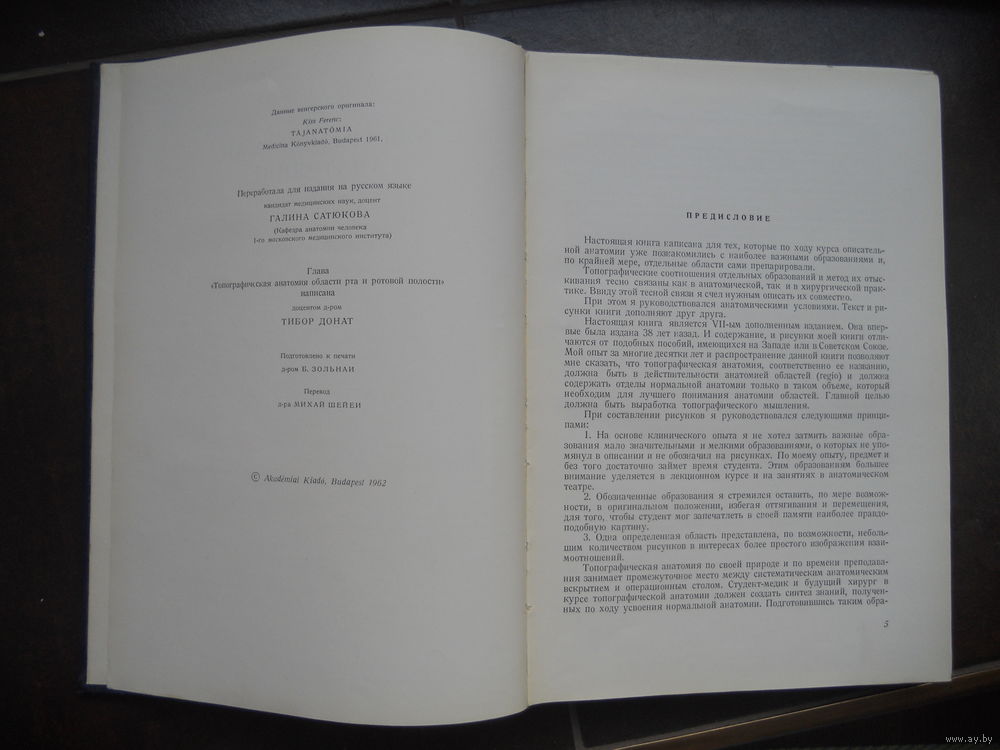 Данные венгерского оригинала:
Kiss Ferenc:
TÁJANATÓMIA
Medicina Könyvkiadó, Budapest 1961.
Переработала для издания на русском языке
кандидат медицинских наук, доцент
ГАЛИНА САТЮКОВА
(Кафедра анатомии человека
1-го московского медицинского института)
Глава
«Топографическая анатомия области рта и ротовой полости»
написана
доцентом д-ром
ТИБОР ДОНАТ
Подготовлено к печати
д-ром Б. ЗОЛЬНАИ
Перевод
д-ра МИХАЙ ШЕЙЕИ
© Akadémiai Kiadó, Budapest 1962
ПРЕДИСЛОВИЕ
Настоящая книга написана для тех, которые по ходу курса описатель-
ной анатомии уже познакомились с наиболее важными образованиями и,
по крайней мере, отдельные области сами препарировали.
Топографические соотношения отдельных образований и метод их отыс-
кивания тесно связаны как в анатомической, так и в хирургической прак-
тике. Ввиду этой тесной связи я счел нужным описать их совместно.
При этом я руководствовался анатомическими условиями. Текст и ри-
сунки книги дополняют друг друга.
Настоящая книга является VII-ым дополненным изданием. Она впер-
вые была издана 38 лет назад. И содержание, и рисунки моей книги отли-
чаются от подобных пособий, имеющихся на Западе или в Советском Союзе.
Мой опыт за многие десятки лет и распространение данной книги позволяют
мне сказать, что топографическая анатомия, соответственно ее названию,
должна быть в действительности анатомией областей (regio) и должна
содержать отделы нормальной анатомии только в таком объеме, который
необходим для лучшего понимания анатомии областей. Главной целью
должна быть выработка топографического мышления.
При составлении рисунков я руководствовался следующими принци-
пами:
1. На основе клинического опыта я не хотел затмить важные обра-
зования мало значительными и мелкими образованиями, о которых не упо-
мянул в описании и не обозначил на рисунках. По моему опыту, предмет и
без того достаточно займет время студента. Этим образованиям большее
внимание уделяется в лекционном курсе и на занятиях в анатомическом
театре.
2. Обозначенные образования я стремился оставить, по мере возмож-
ности, в оригинальном положении, избегая оттягивания и перемещения,
для того, чтобы студент мог запечатлеть в своей памяти наиболее правдо-
подобную картину.
3. Одна определенная область представлена, по возможности, неболь-
шим количеством рисунков в интересах более простого изображения взаи-
моотношений.
Топографическая анатомия по своей природе и по времени преподава-
ния занимает промежуточное место между систематическим анатомическим
вскрытием и операционным столом. Студент-медик и будущий хирург в
курсе топографической анатомии должен создать синтез знаний, получен-
ных по ходу усвоения нормальной анатомии. Подготовившись таким обра-
5
www.ay.by